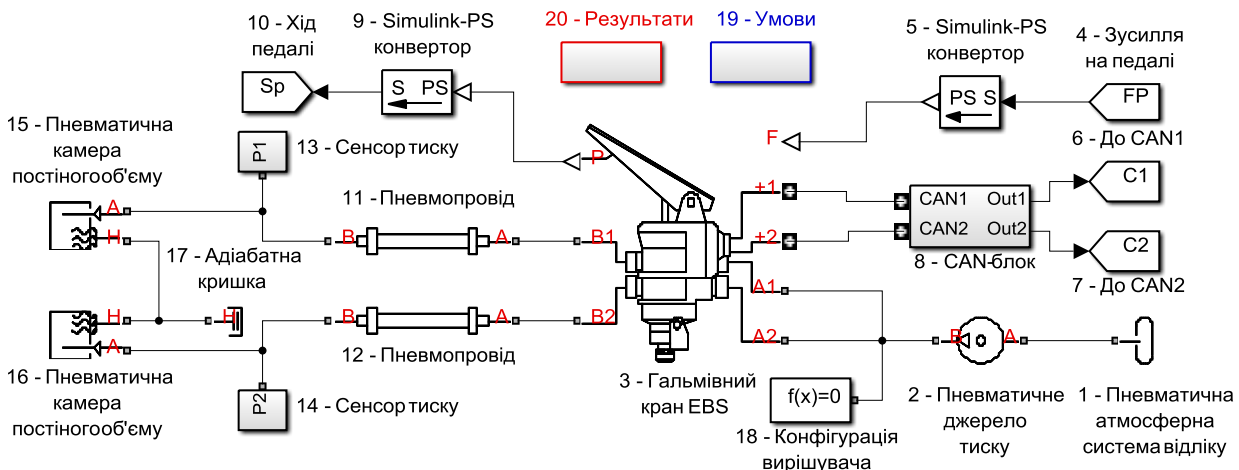 10 - Хід
педалі
9 - Simulink-PS
конвертор
20 - Результати
19 - Умови
5 - Simulink-PS
конвертор
4 - Зусилля
на педалі
Sp
S PS
PS S
FP
F
P
6 - До CAN1
15 - Пневматична
камера
постіногооб'єму
P1
13 - Сенсор тиску
11 - Пневмопровід
A
H
B
A
B1
+1
+2
CAN1 Out1
CAN2 Out2
C1
C2
8 - CAN-блок
7 - До CAN2
17 - Адіабатна
кришка
H
A
H
B
A
B2
A1
A2
12 - Пневмопровід
B
A
16 - Пневматична
камера
постіногооб'єму
P2
14 - Сенсор тиску
3 - Гальмівний
кран EBS
f(x)=0
18 - Конфігурація
вирішувача
2 - Пневматичне
джерело
тиску
1 - Пневматична
атмосферна
система відліку